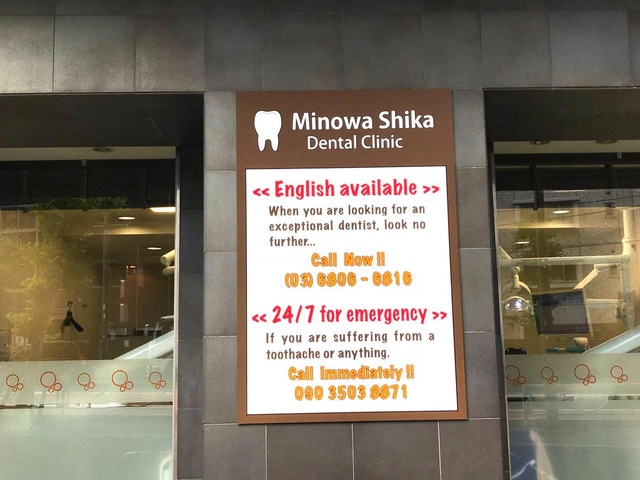 Minowa Shika
Dental Clinic
<< English available >>
When you are looking for an
exceptional dentist, look no
further...
Call Now !!
(03) 6806 - 6816
<< 24/7 for emergency >>
If you are suffering from a
toothache or anything.
Call Immediately !!
090 3503 8871